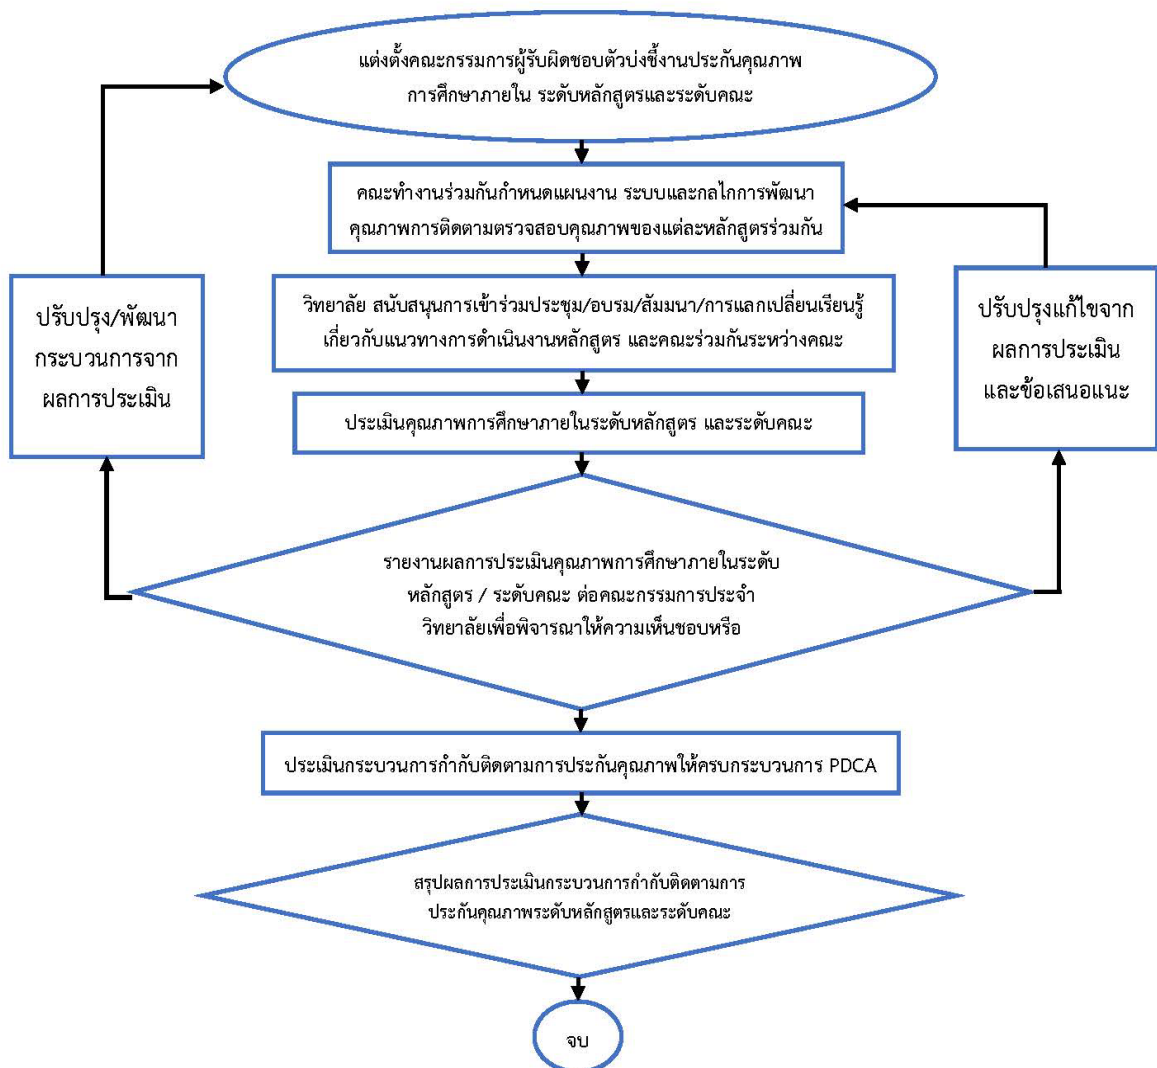 แต่งตั้งคณะกรรมการผู้รับผิดชอบตัวบ่งชี้งานประกันคุณภาพ
การศึกษาภายใน ระดับหลักสูตรและระดับคณะ
คณะทำงานร่วมกันกำหนดแผนงาน ระบบและกลไกการพัฒนา
คุณภาพการติดตามตรวจสอบคุณภาพของแต่ละหลักสูตรร่วมกัน
วิทยาลัย สนับสนุนการเข้าร่วมประชุม/อบรม/สัมมนา/การแลกเปลี่ยนเรียนรู้
เกี่ยวกับแนวทางการดำเนินงานหลักสูตร และคณะร่วมกันระหว่างคณะ
ปรับปรุง/พัฒนา
กระบวนการจาก
ผลการประเมิน
ปรับปรุงแก้ไขจาก
ผลการประเมิน
และข้อเสนอแนะ
ประเมินคุณภาพการศึกษาภายในระดับหลักสูตร และระดับคณะ
รายงานผลการประเมินคุณภาพการศึกษาภายในระดับ
หลักสูตร / ระดับคณะ ต่อคณะกรรมการประจำ
วิทยาลัยเพื่อพิจารณาให้ความเห็นชอบหรือ
ประเมินกระบวนการกำกับติดตามการประกันคุณภาพให้ครบกระบวนการ PDCA
สรุปผลการประเมินกระบวนการกำกับติดตามการ
ประกันคุณภาพระดับหลักสูตรและระดับคณะ
จบ